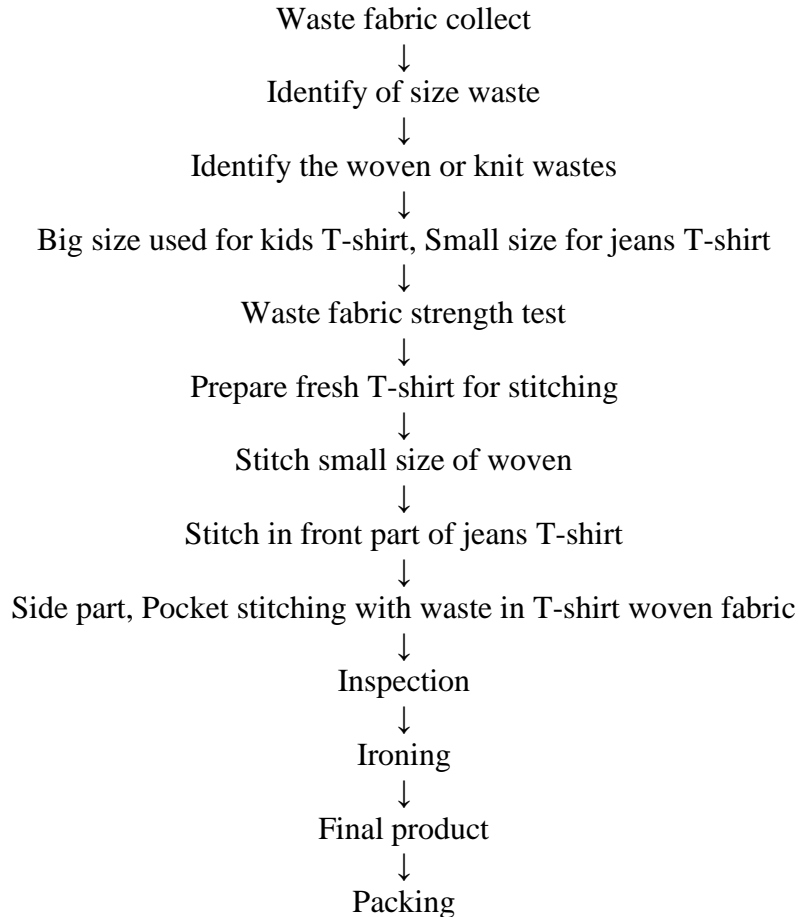 Waste fabric collect
↓
Identify of size waste
↓
Identify the woven or knit wastes
↓
Big size used for kids T-shirt, Small size for jeans T-shirt
↓
Waste fabric strength test
↓
Prepare fresh T-shirt for stitching
↓
Stitch small size of woven
↓
Stitch in front part of jeans T-shirt
↓
Side part, Pocket stitching with waste in T-shirt woven fabric
↓
Inspection
↓
Ironing
↓
Final product
↓
Packing